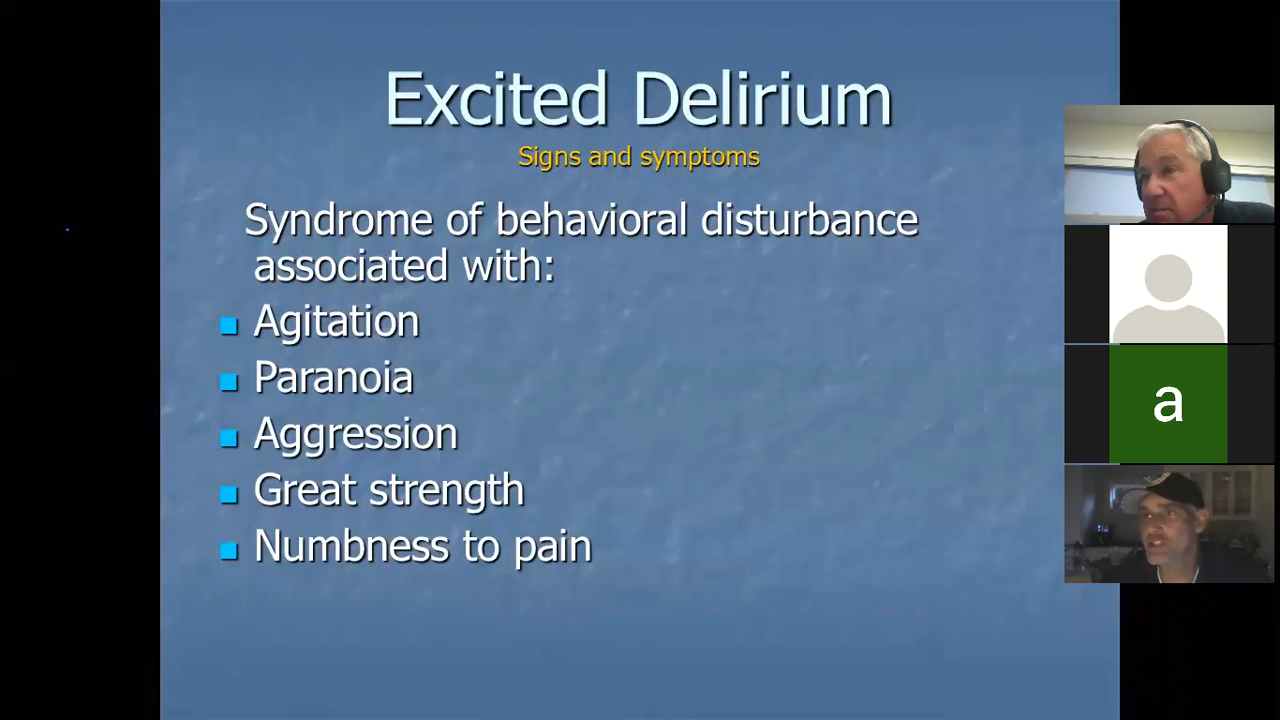 Excited Delirium
Signs and symptoms
Syndrome of behavioral disturbance
associated with:
Agitation
Paranoia
Aggression
Great strength
Numbness to pain
a